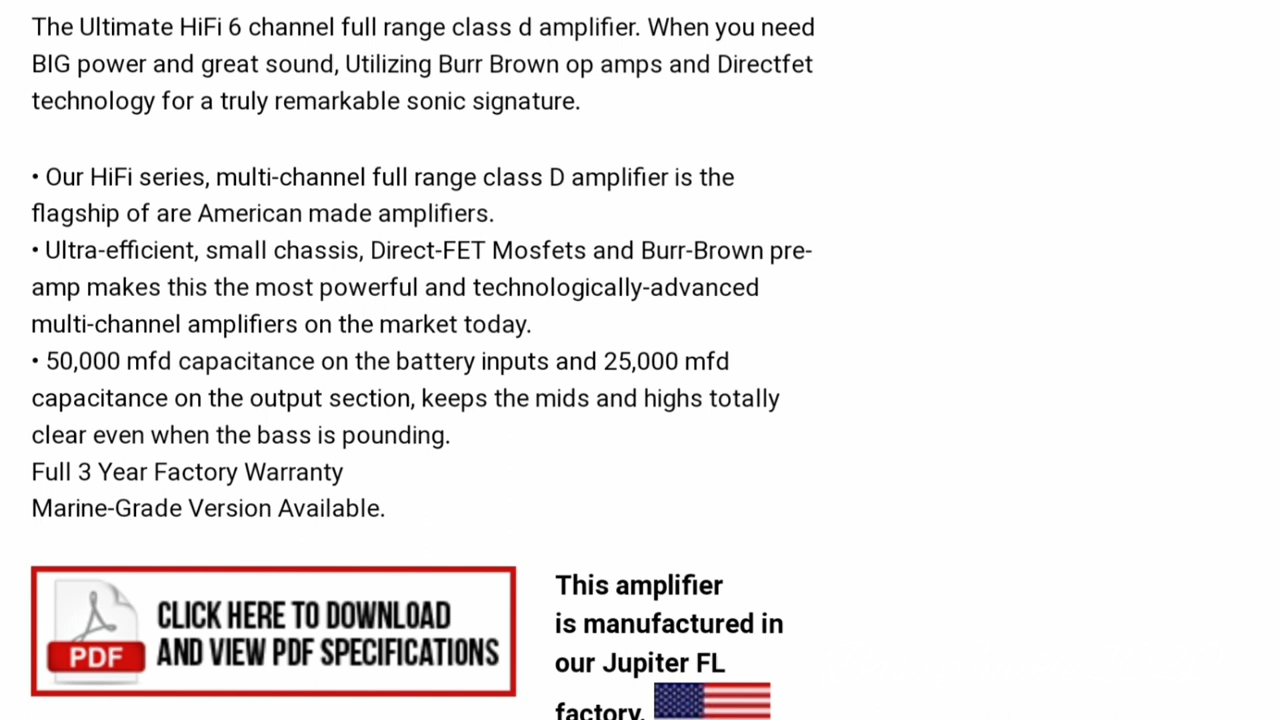 The Ultimate HiFi 6 channel full range class d amplifier. When you need
BIG power and great sound, Utilizing Burr Brown op amps and Directfet
technology for a truly remarkable sonic signature.
• Our HiFi series, multi-channel full range class D amplifier is the
flagship of are American made amplifiers.
• Ultra-efficient, small chassis, Direct-FET Mosfets and Burr-Brown pre-
amp makes this the most powerful and technologically-advanced
multi-channel amplifiers on the market today.
• 50,000 mfd capacitance on the battery inputs and 25,000 mfd
capacitance on the output section, keeps the mids and highs totally
clear even when the bass is pounding.
Full 3 Year Factory Warranty
Marine-Grade Version Available.
PDF
CLICK HERE TO DOWNLOAD
AND VIEW PDF SPECIFICATIONS
This amplifier
is manufactured in
our Jupiter FL
factory.